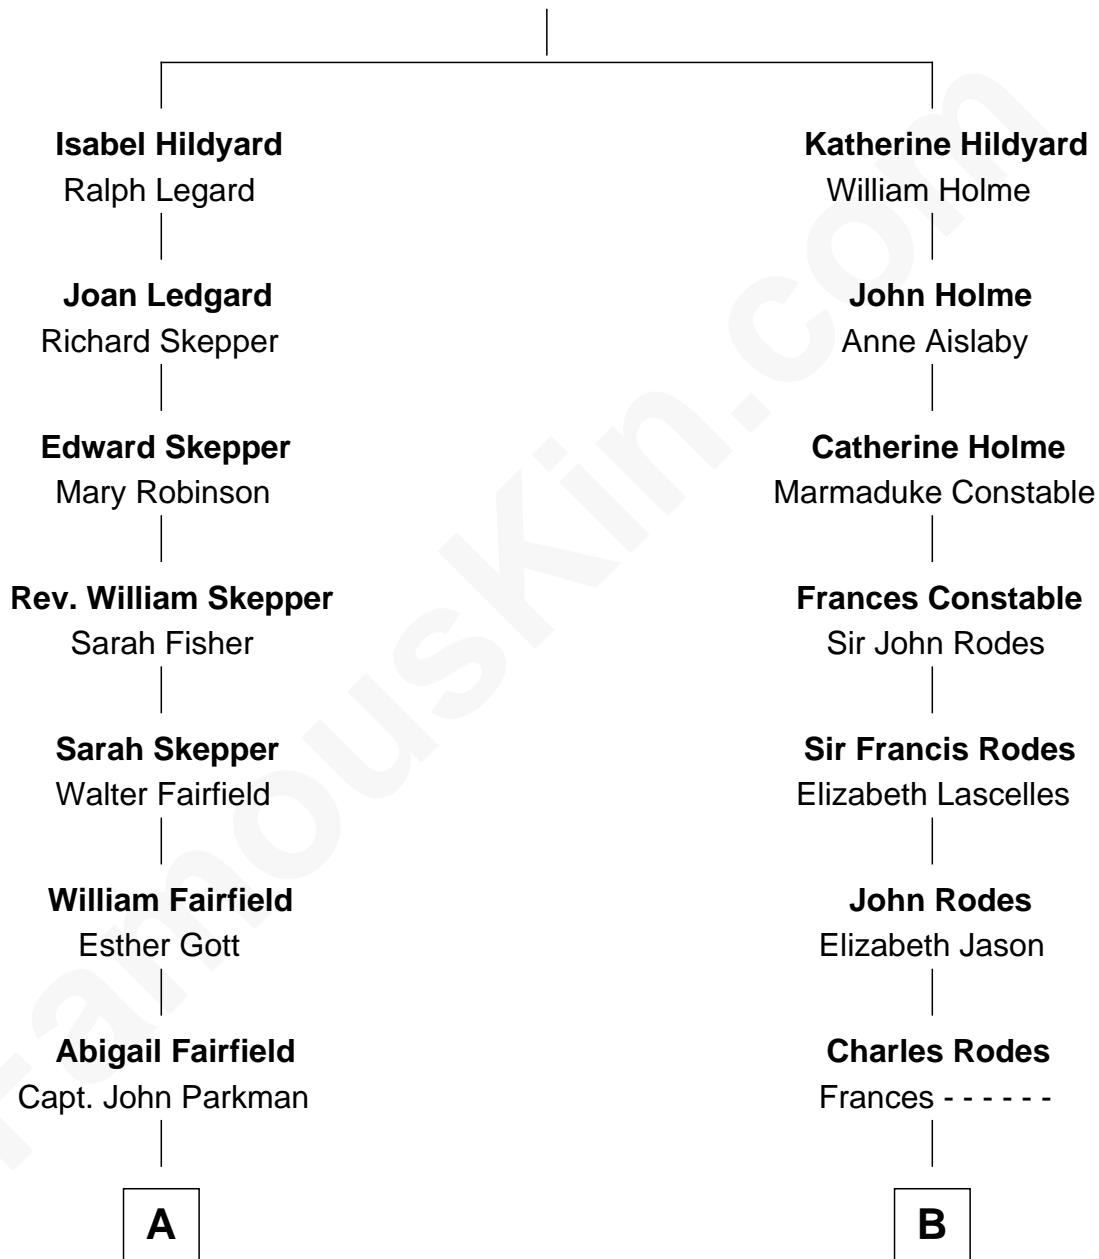 Isabel Hildyard
Ralph Legard
Joan Ledgard
Richard Skepper
Edward Skepper
Mary Robinson
Rev. William Skepper
Sarah Fisher
Sarah Skepper
Walter Fairfield
William Fairfield
Esther Gott
Abigail Fairfield
Capt. John Parkman
A
Katherine Hildyard
William Holme
John Holme
Anne Aislaby
Catherine Holme
Marmaduke Constable
Frances Constable
Sir John Rodes
Sir Francis Rodes
Elizabeth Lascelles
John Rodes
Elizabeth Jason
Charles Rodes
Frances - - - - - -
B
FamousKin.com